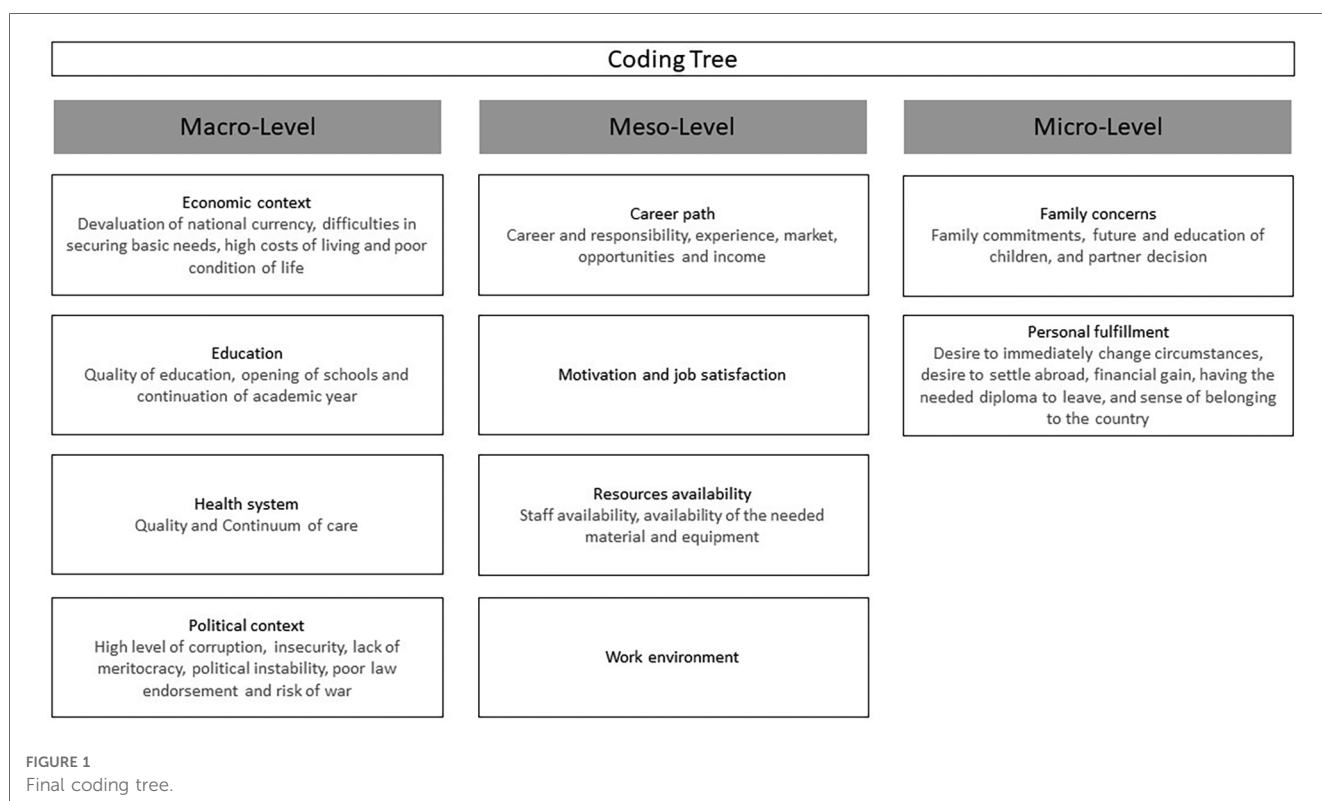 Coding Tree
Macro-Level
Economic context
Devaluation of national currency, difficulties in
securing basic needs, high costs of living and poor
condition of life
Education
Quality of education, opening of schools and
continuation of academic year
Health system
Quality and Continuum of care
Political context
High level of corruption, insecurity, lack of
meritocracy, political instability, poor law
endorsement and risk of war
Meso-Level
Career path
Career and responsibility, experience, market,
opportunities and income
Motivation and job satisfaction
Resources availability
Staff availability, availability of the needed
material and equipment
Work environment
Micro-Level
Family concerns
Family commitments, future and education of
children, and partner decision
Personal fulfillment
Desire to immediately change circumstances,
desire to settle abroad, financial gain, having the
needed diploma to leave, and sense of belonging
to the country
FIGURE 1
Final coding tree.